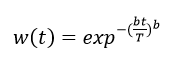 w(t) = exp^{-(\frac{bt}{T})^b}